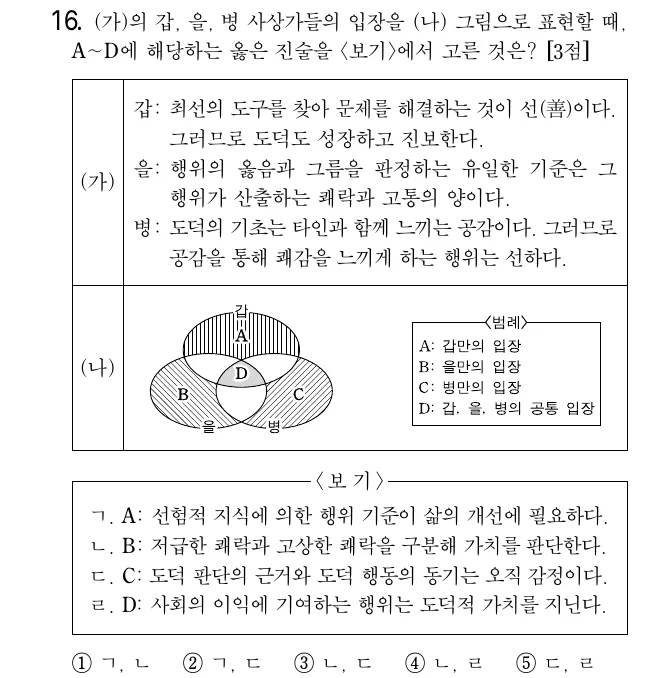 16. (가)의 갑, 을, 병 사상가들의 입장을 (나) 그림으로 표현할 때,
A～D에 해당하는 옳은 진술을 〈보기〉에서 고른 것은? [3점]
(가)
갑: 최선의 도구를 찾아 문제를 해결하는 것이 선(善)이다.
그러므로 도덕도 성장하고 진보한다.
을: 행위의 옳음과 그름을 판정하는 유일한 기준은 그
행위가 산출하는 쾌락과 고통의 양이다.
병: 도덕의 기초는 타인과 함께 느끼는 공감이다. 그러므로
공감을 통해 쾌감을 느끼게 하는 행위는 선하다.
(나)
갑
A
D
B
C
을
병
〈범례〉
A: 갑만의 입장
B: 을만의 입장
C: 병만의 입장
D: 갑, 을, 병의 공통 입장
〈보기〉
ㄱ. A: 선험적 지식에 의한 행위 기준이 삶의 개선에 필요하다.
ㄴ. B: 저급한 쾌락과 고상한 쾌락을 구분해 가치를 판단한다.
ㄷ. C: 도덕 판단의 근거와 도덕 행동의 동기는 오직 감정이다.
ㄹ. D: 사회의 이익에 기여하는 행위는 도덕적 가치를 지닌다.
① ㄱ, ㄴ ② ㄱ, ㄷ ③ ㄴ, ㄷ ④ ㄴ, ㄹ ⑤ ㄷ, ㄹ